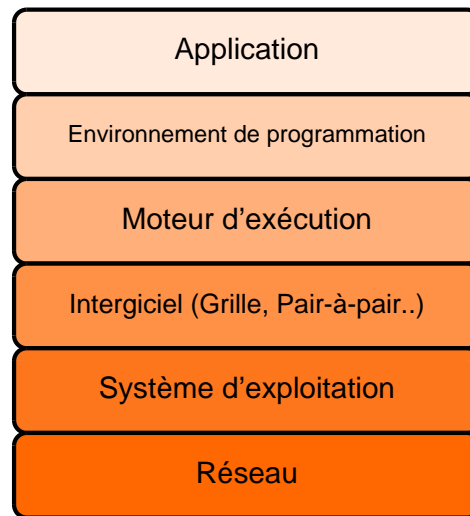 Application
Environnement de programmation
Moteur d'exécution
Intergiciel (Grille, Pair-à-pair..)
Système d'exploitation
Réseau